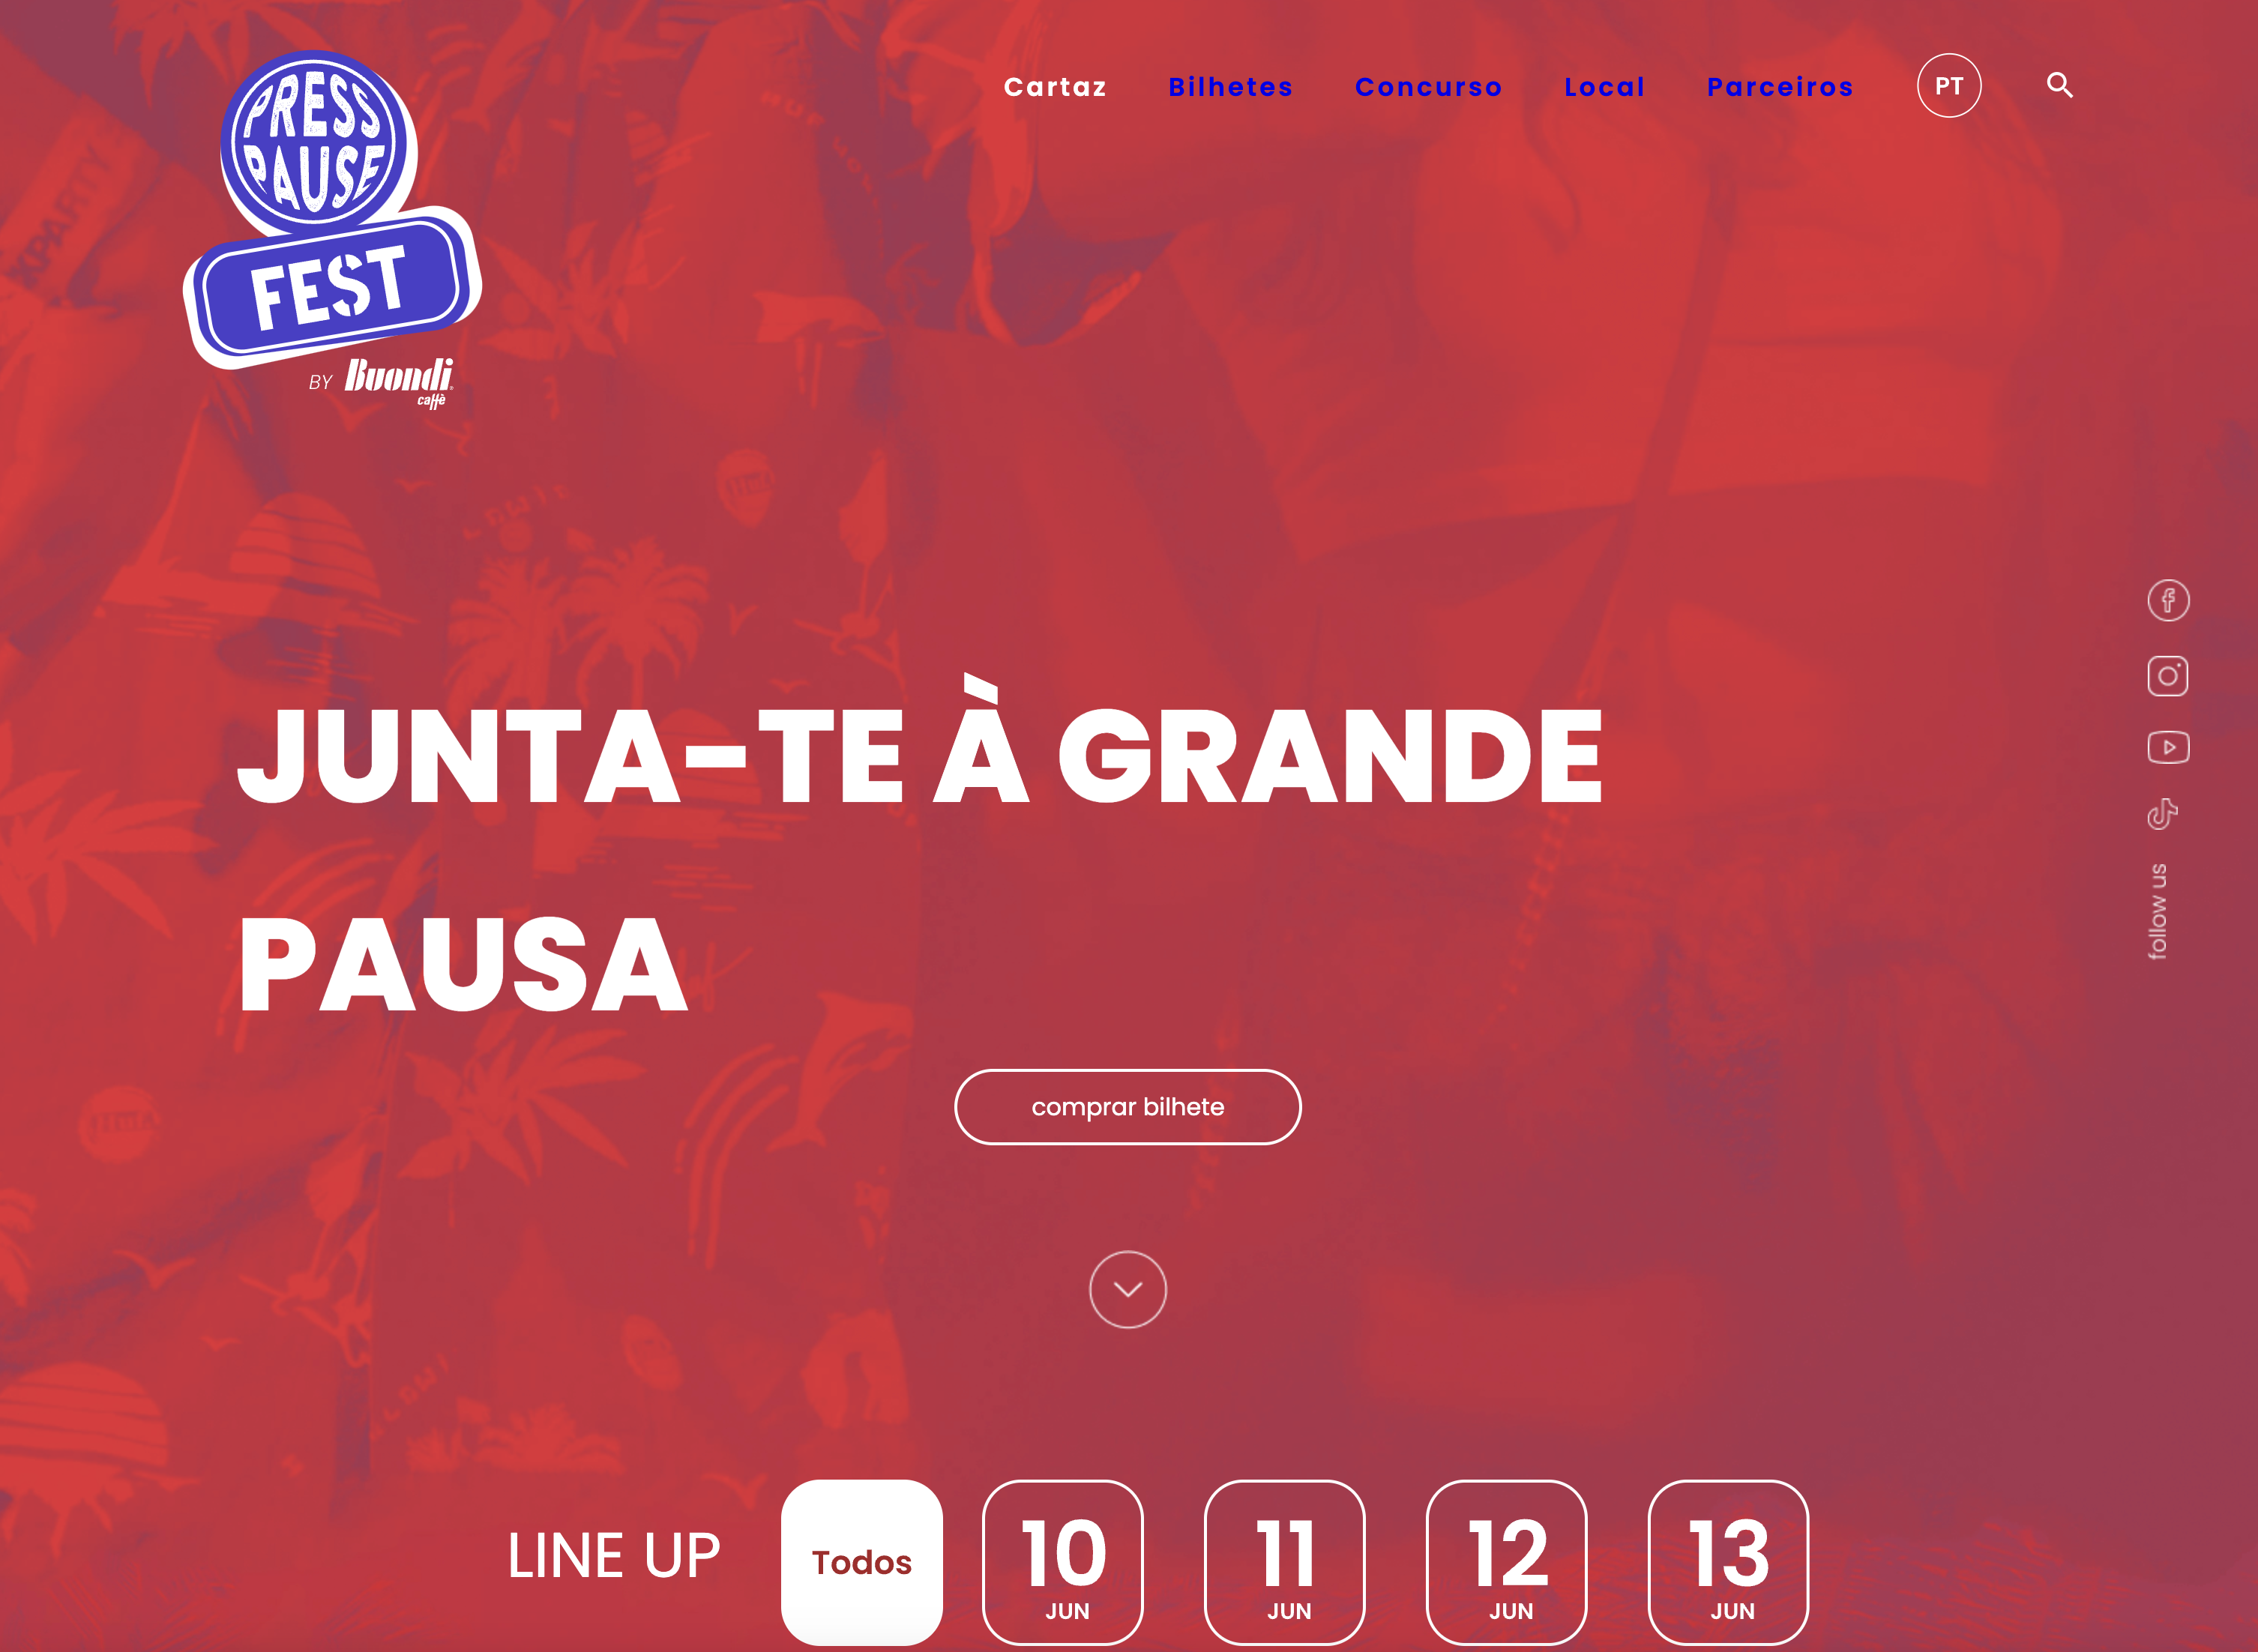 PRESS
PAUSE
FEST
BY Buondi
caffè
Cartaz Bilhetes Concurso Local Parceiros PT
XPARTY
JUNTA-TE À GRANDE
PAUSA
comprar bilhete
follow us
LINE UP Todos 10 JUN 11 JUN 12 JUN 13 JUN